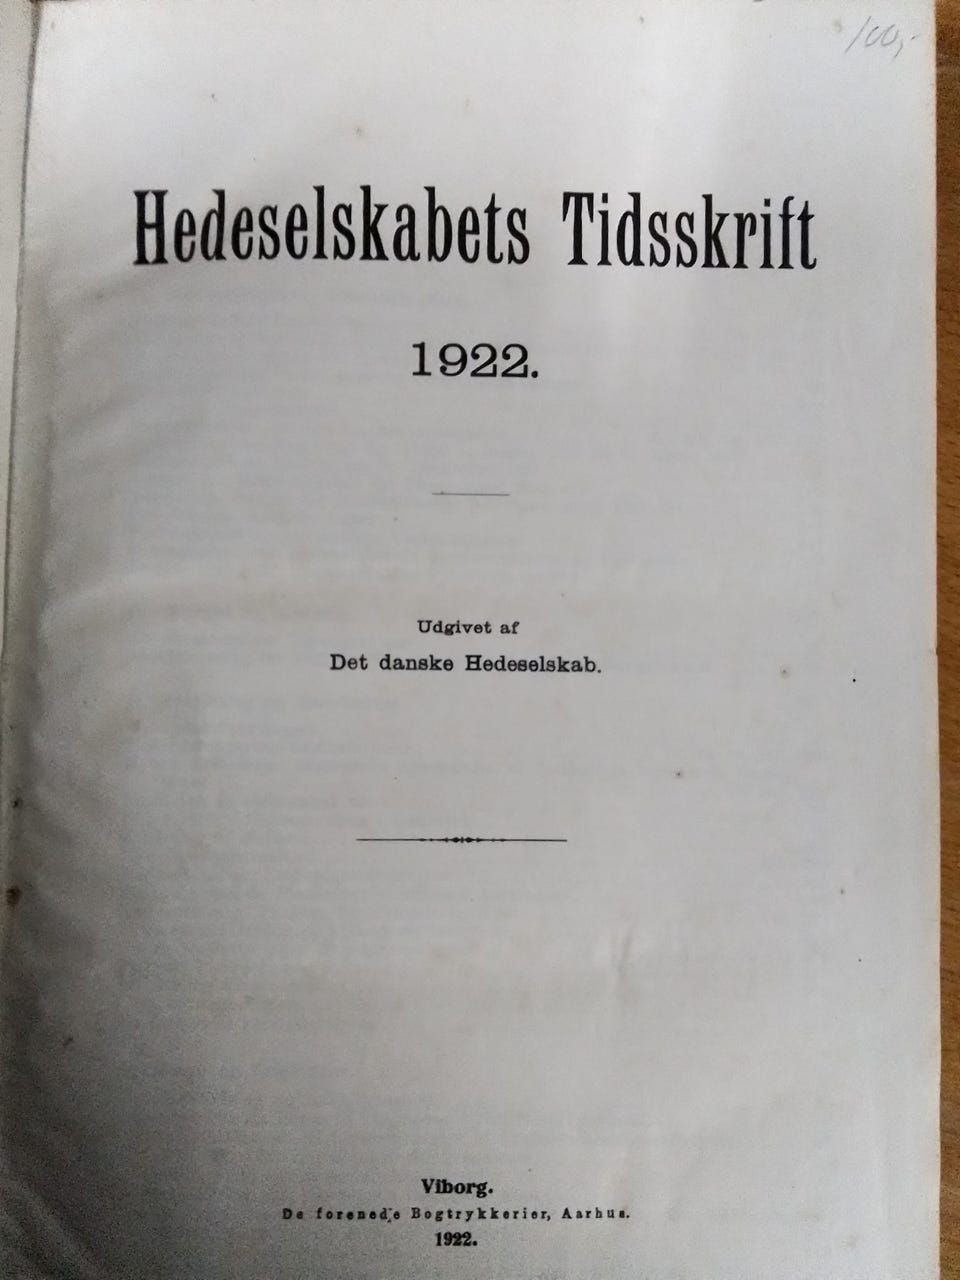 100,-
Hedeselskabets Tidsskrift
1922.
Udgivet af
Det danske Hedeselskab.
Viborg.
De forenede Bogtrykkerier, Aarhus.
1922.